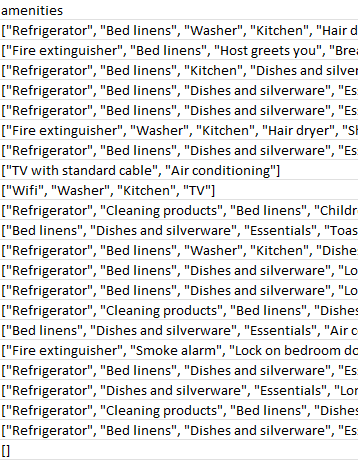 amenities
["Refrigerator", "Bed linens", "Washer", "Kitchen", "Hair d
["Fire extinguisher", "Bed linens", "Host greets you", "Brea
["Refrigerator", "Bed linens", "Kitchen", "Dishes and silver
["Refrigerator", "Bed linens", "Dishes and silverware", "Es
["Refrigerator", "Bed linens", "Dishes and silverware", "Ess
["Fire extinguisher", "Washer", "Kitchen", "Hair dryer", "Sh
["Refrigerator", "Bed linens", "Dishes and silverware", "Ess
["TV with standard cable", "Air conditioning"]
["Wifi", "Washer", "Kitchen", "TV"]
["Refrigerator", "Cleaning products", "Bed linens", "Childr
["Bed linens", "Dishes and silverware", "Essentials", "Toas
["Refrigerator", "Bed linens", "Washer", "Kitchen", "Dishe
["Refrigerator", "Bed linens", "Dishes and silverware", "Lo
["Refrigerator", "Bed linens", "Dishes and silverware", "Lo
["Refrigerator", "Cleaning products", "Bed linens", "Dishes
["Bed linens", "Dishes and silverware", "Essentials", "Air c
["Fire extinguisher", "Smoke alarm", "Lock on bedroom do
["Refrigerator", "Bed linens", "Dishes and silverware", "Es
["Refrigerator", "Dishes and silverware", "Essentials", "Lon
["Refrigerator", "Cleaning products", "Bed linens", "Dishes
["Refrigerator", "Bed linens", "Dishes and silverware", "Ess
[]